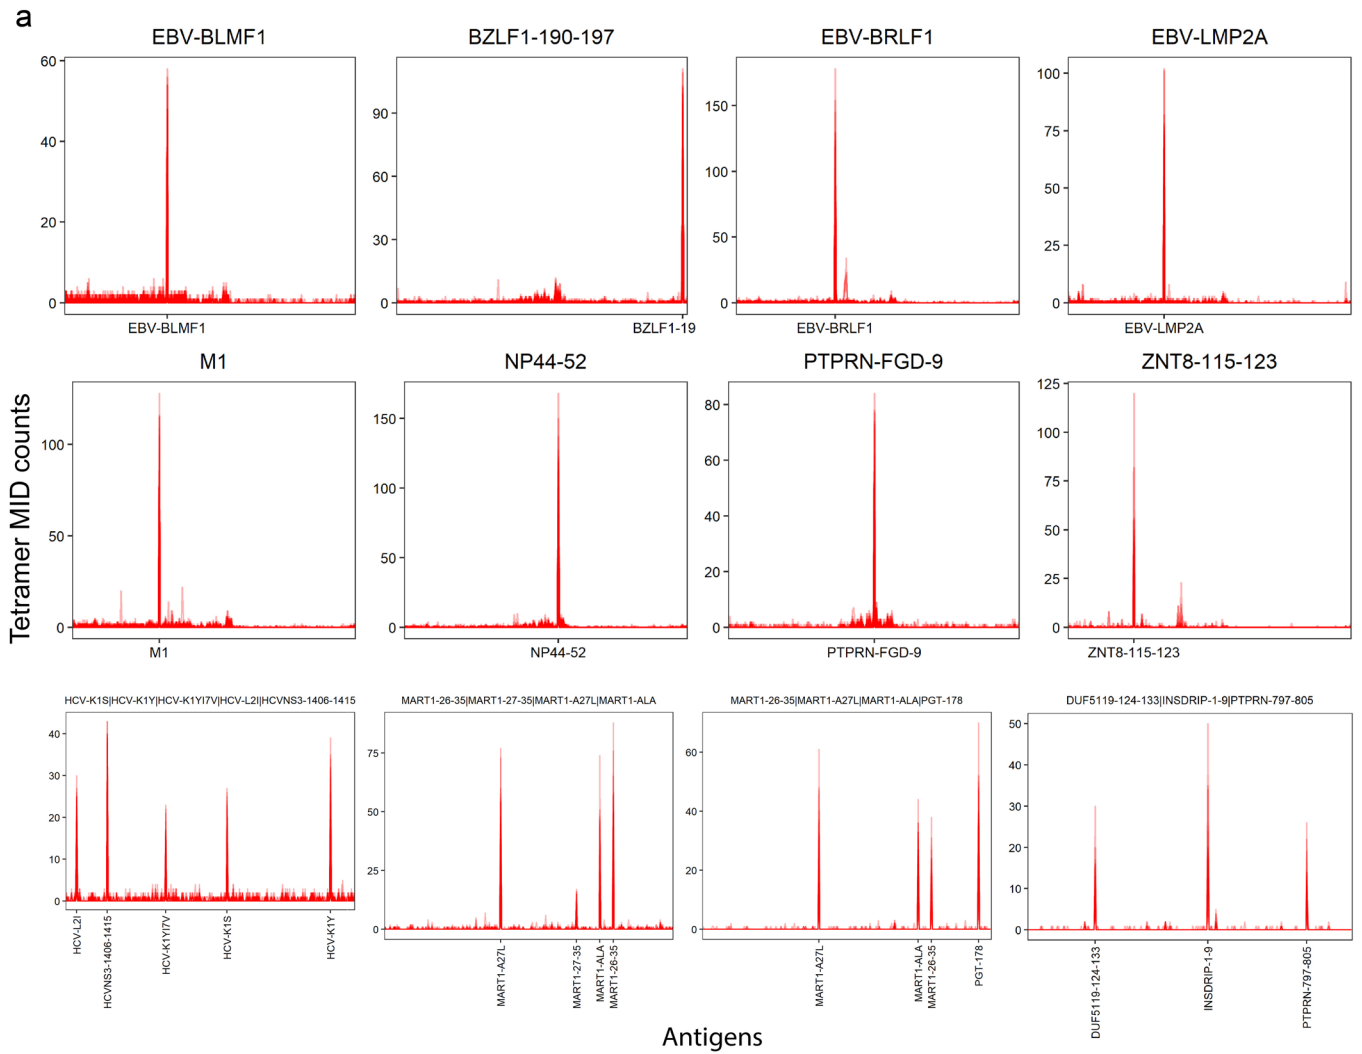 a
EBV-BLMF1
BZLF1-190-197
EBV-BRLF1
EBV-LMP2A
60
40
20
0
90
60
30
0
150
100
50
0
100
75
50
25
0
EBV-BLMF1
BZLF1-19
EBV-BRLF1
EBV-LMP2A
Tetramer MID counts
M1
NP44-52
PTPRN-FGD-9
ZNT8-115-123
100
50
0
150
100
50
0
80
60
40
20
0
125
100
75
50
25
0
M1
NP44-52
PTPRN-FGD-9
ZNT8-115-123
HCV-K1S|HCV-K1Y|HCV-K1YI7V|HCV-L2I|HCVNS3-1406-1415
MART1-26-35|MART1-27-35|MART1-A27L|MART1-ALA
MART1-26-35|MART1-A27L|MART1-ALA|PGT-178
DUF5119-124-133|INSDRIP-1-9|PTPRN-797-805
40
30
20
10
0
75
50
25
0
60
40
20
0
50
40
30
20
10
0
HCV-L2I
HCVNS3-1406-1415
HCV-K1YI7V
HCV-K1S
HCV-K1Y
MART1-A27L
MART1-27-35
MART1-ALA
MART1-26-35
MART1-A27L
MART1-ALA
MART1-26-35
PGT-178
DUF5119-124-133
INSDRIP-1-9
PTPRN-797-805
Antigens